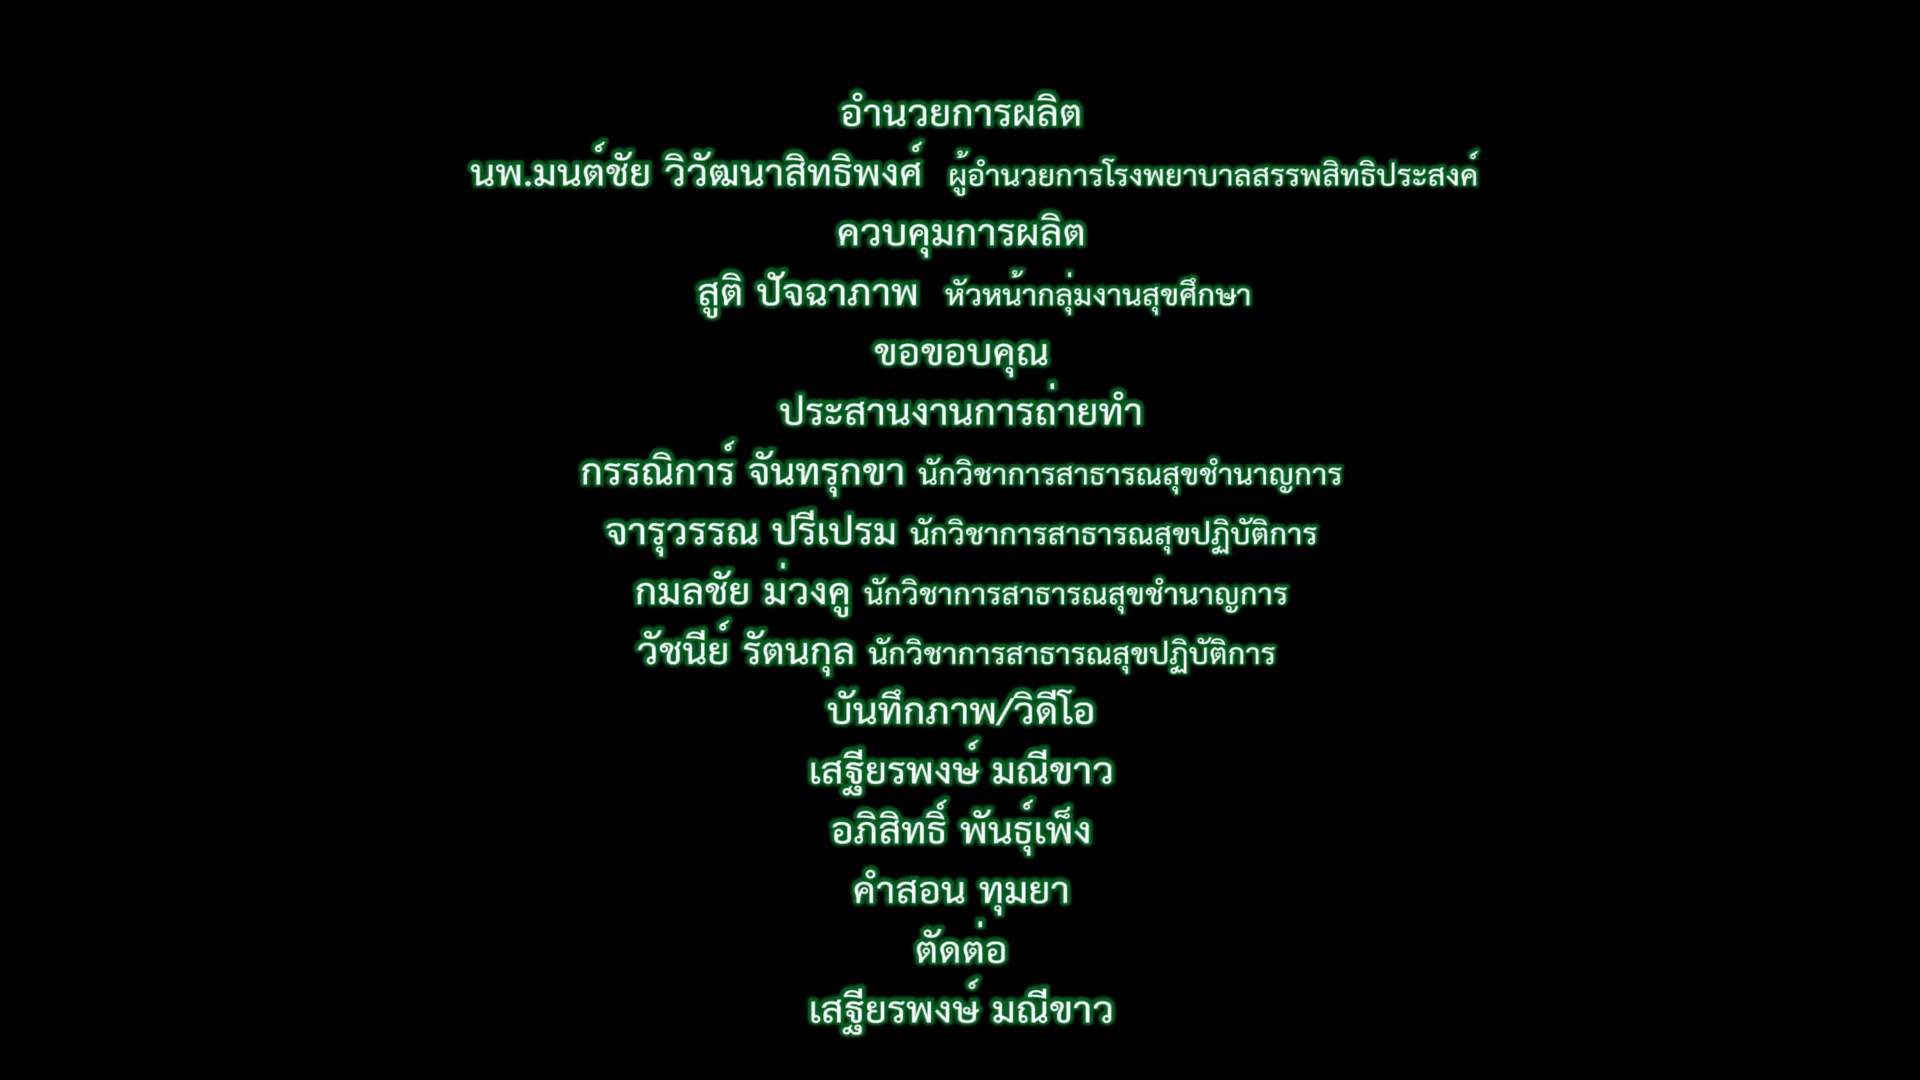 อำนวยการผลิต
นพ.มนต์ชัย วิวัฒนาสิทธิพงศ์ ผู้อำนวยการโรงพยาบาลสรรพสิทธิประสงค์
ควบคุมการผลิต
สูติ ปัจฉาภาพ หัวหน้ากลุ่มงานสุขศึกษา
ขอขอบคุณ
ประสานงานการถ่ายทำ
กรรณิการ์ จันทรุกขา นักวิชาการสาธารณสุขชำนาญการ
จารุวรรณ ปรีเปรม นักวิชาการสาธารณสุขปฏิบัติการ
กมลชัย ม่วงคู นักวิชาการสาธารณสุขชำนาญการ
วัชนีย์ รัตนกุล นักวิชาการสาธารณสุขปฏิบัติการ
บันทึกภาพ/วิดีโอ
เสฐียรพงษ์ มณีขาว
อภิสิทธิ์ พันธุ์เพ็ง
คำสอน ทุมยา
ตัดต่อ
เสฐียรพงษ์ มณีขาว